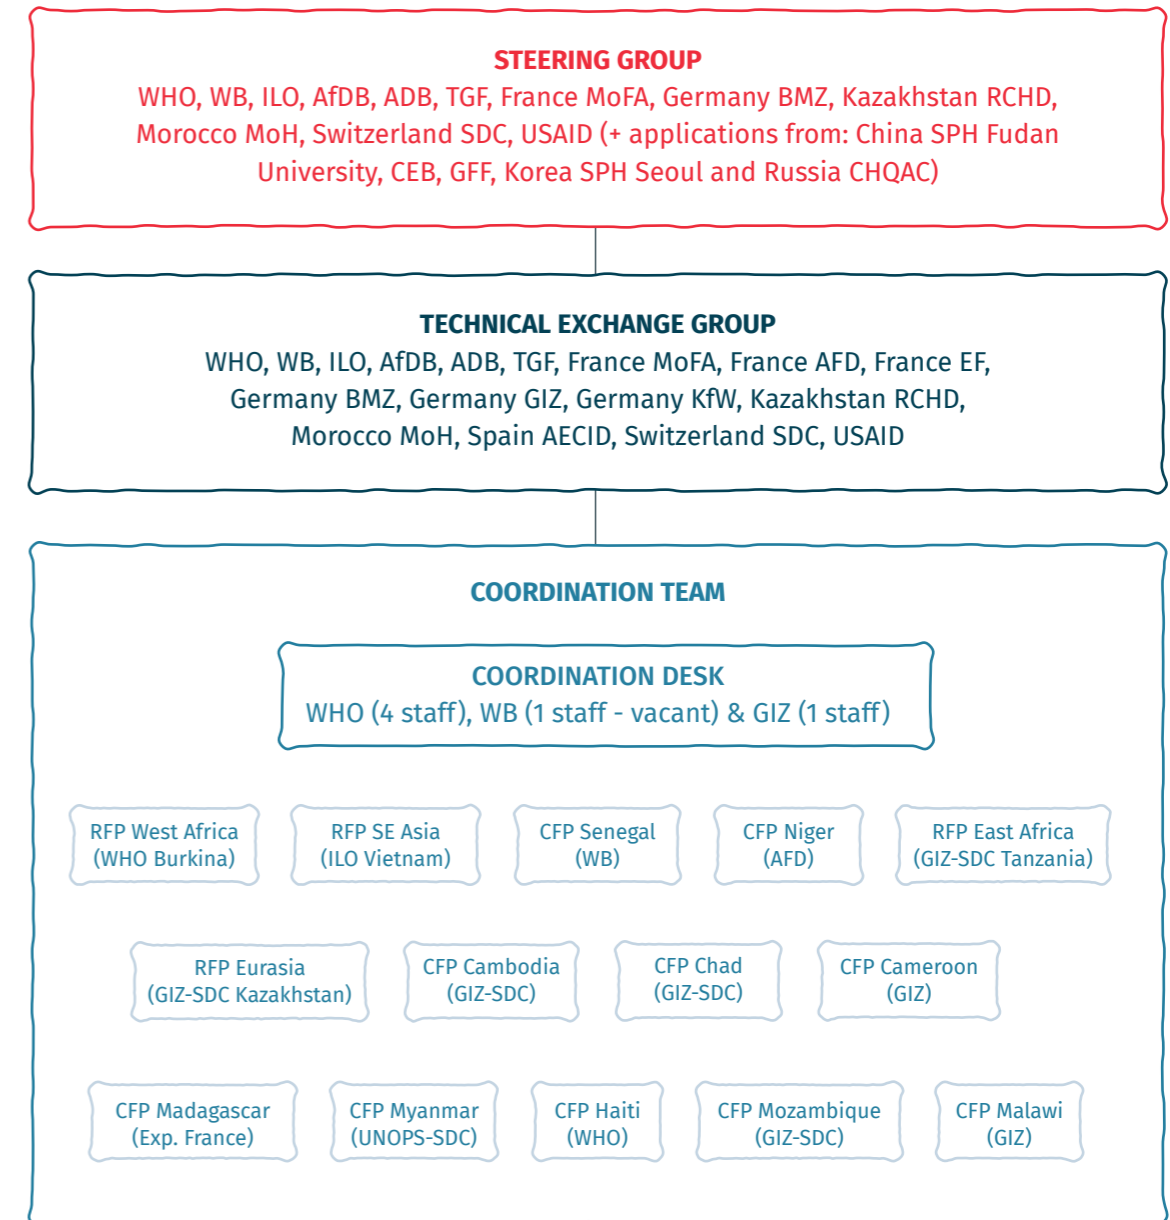 STEERING GROUP
WHO, WB, ILO, AfDB, ADB, TGF, France MoFA, Germany BMZ, Kazakhstan RCHD,
Morocco MoH, Switzerland SDC, USAID (+ applications from: China SPH Fudan
University, CEB, GFF, Korea SPH Seoul and Russia CHQAC)
TECHNICAL EXCHANGE GROUP
WHO, WB, ILO, AfDB, ADB, TGF, France MoFA, France AFD, France EF,
Germany BMZ, Germany GIZ, Germany KfW, Kazakhstan RCHD,
Morocco MoH, Spain AECID, Switzerland SDC, USAID
COORDINATION TEAM
COORDINATION DESK
WHO (4 staff), WB (1 staff - vacant) & GIZ (1 staff)
RFP West Africa
(WHO Burkina)
RFP SE Asia
(ILO Vietnam)
CFP Senegal
(WB)
CFP Niger
(AFD)
RFP East Africa
(GIZ-SDC Tanzania)
RFP Eurasia
(GIZ-SDC Kazakhstan)
CFP Cambodia
(GIZ-SDC)
CFP Chad
(GIZ-SDC)
CFP Cameroon
(GIZ)
CFP Madagascar
(Exp. France)
CFP Myanmar
(UNOPS-SDC)
CFP Haiti
(WHO)
CFP Mozambique
(GIZ-SDC)
CFP Malawi
(GIZ)